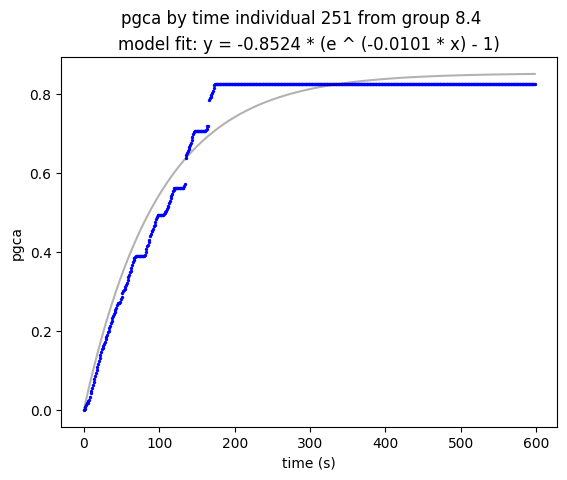 pgca by time individual 251 from group 8.4
model fit: y = -0.8524 * (e ^ (-0.0101 * x) - 1)
pgca
0.8
0.6
0.4
0.2
0.0
0 100 200 300 400 500 600
time (s)